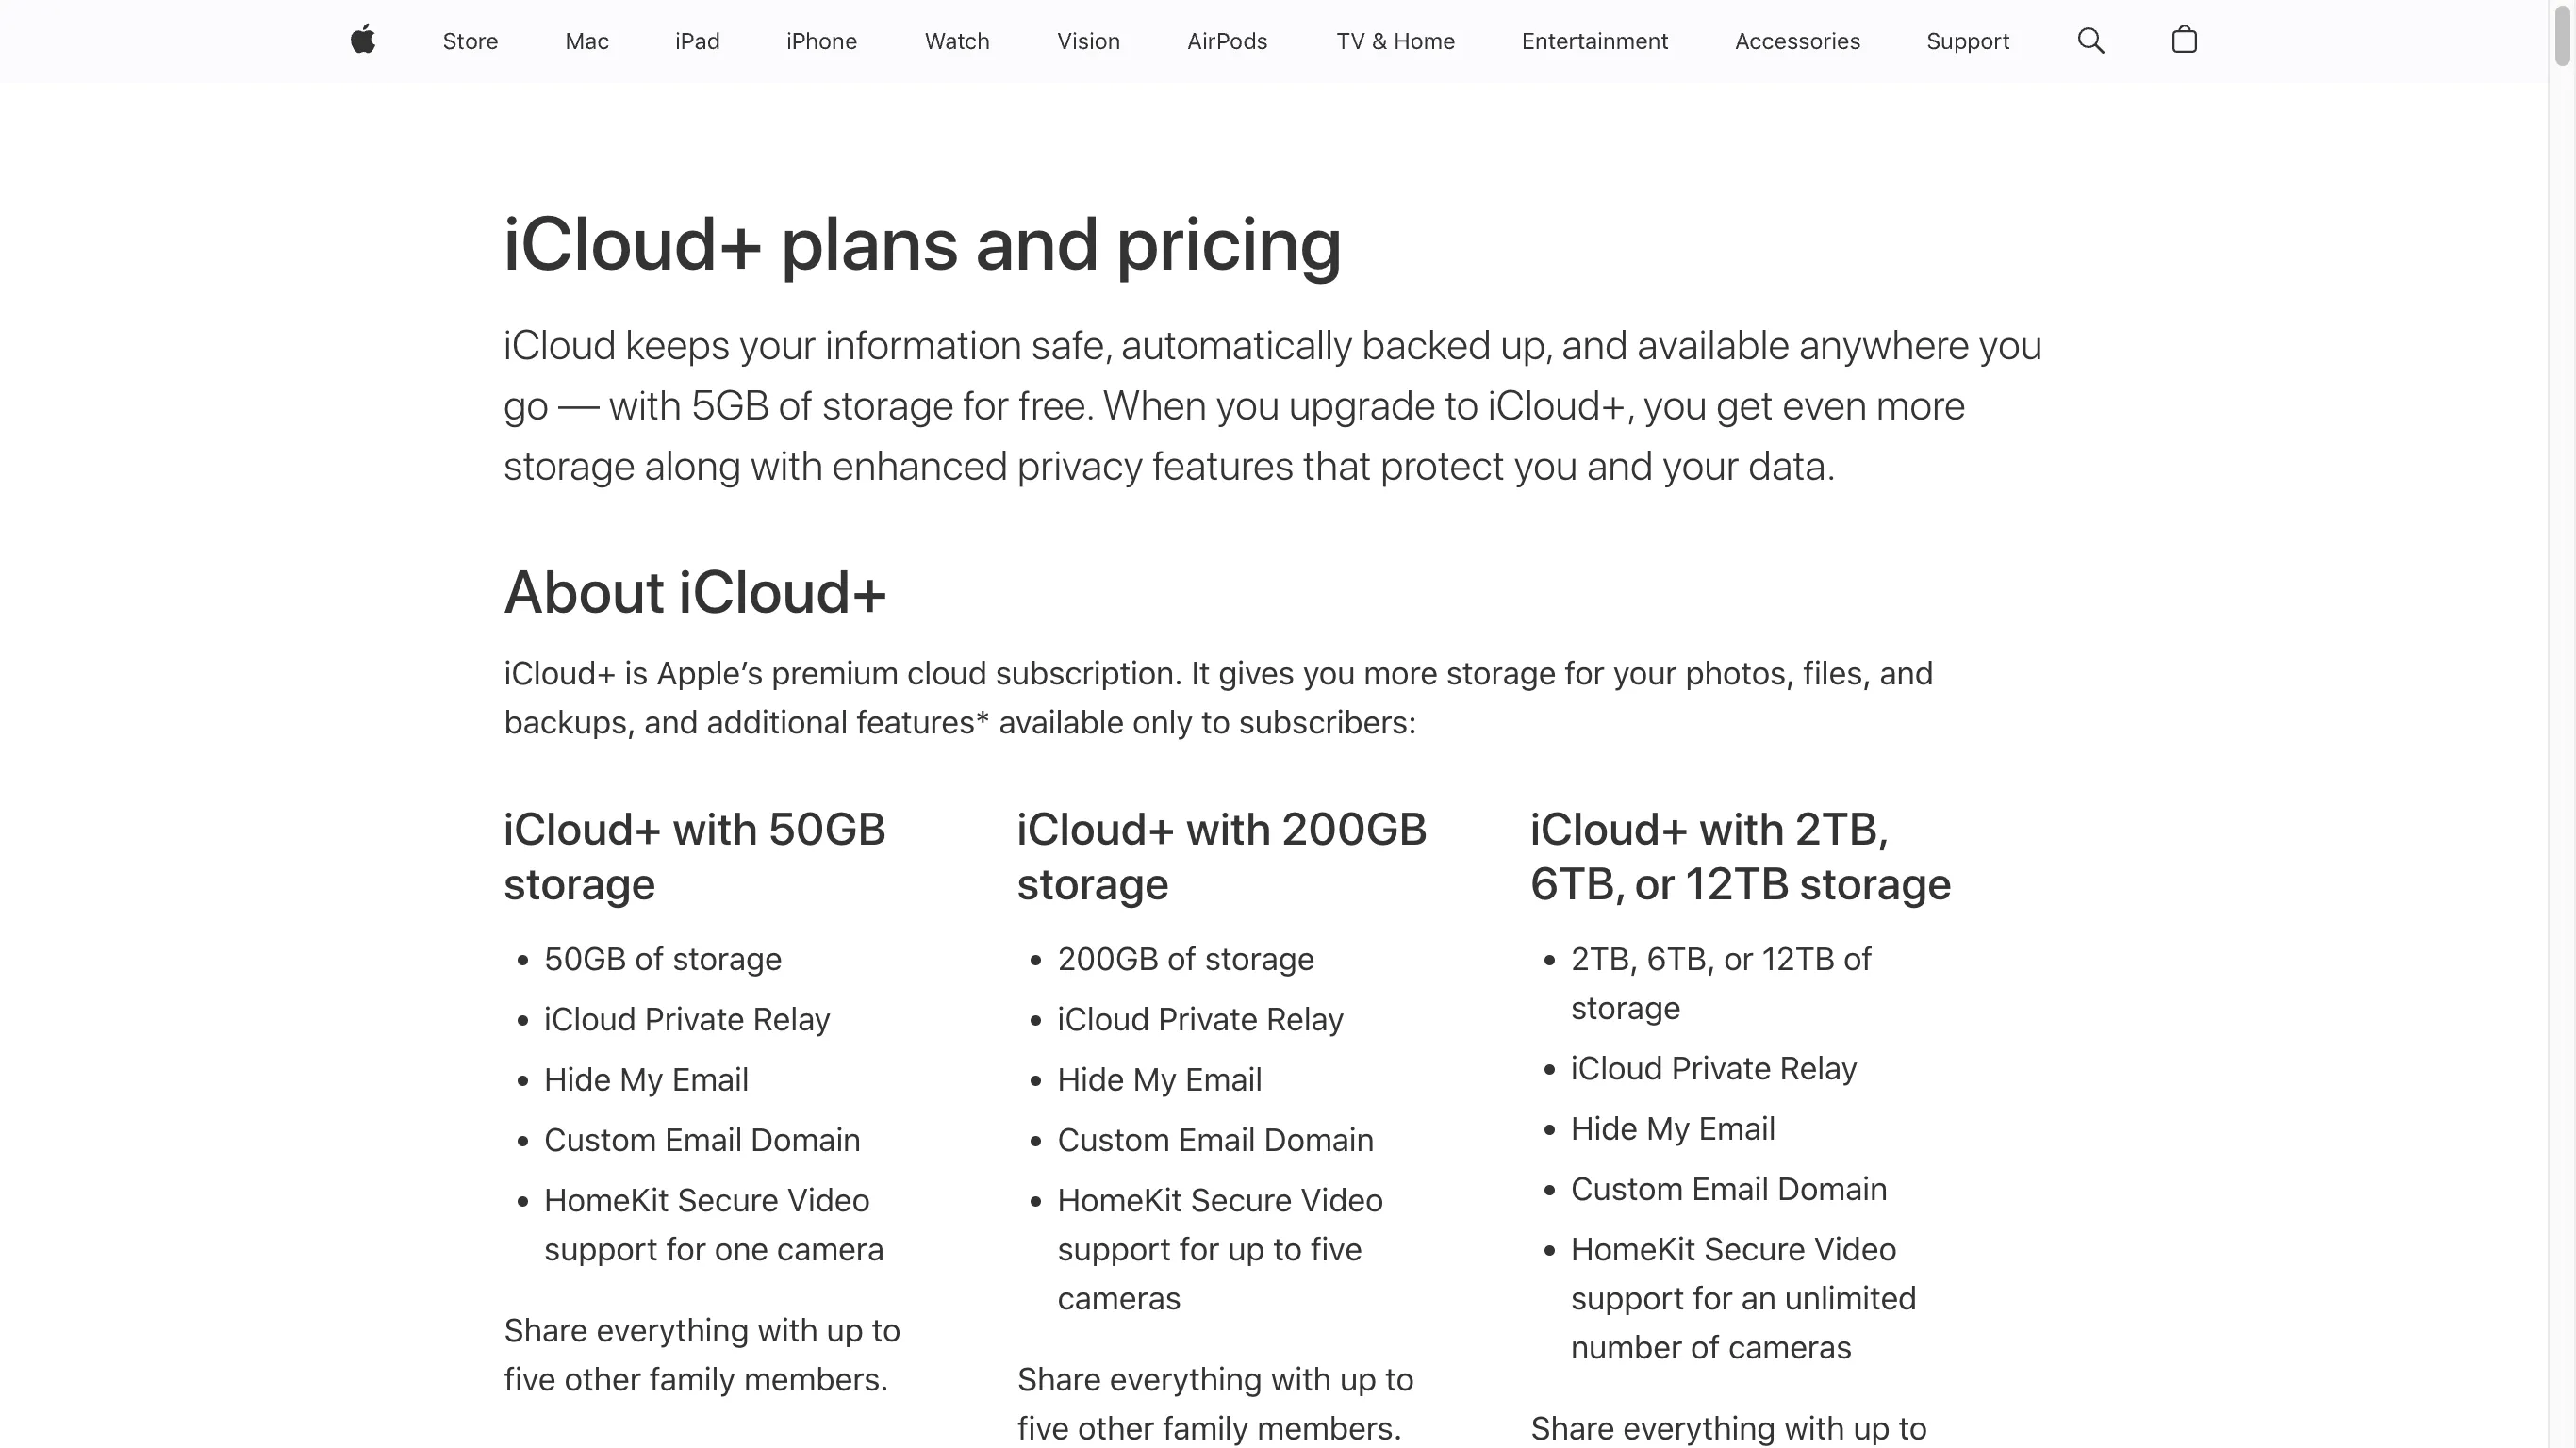 Store Mac iPad iPhone Watch Vision AirPods TV & Home Entertainment Accessories Support
iCloud+ plans and pricing
iCloud keeps your information safe, automatically backed up, and available anywhere you
go — with 5GB of storage for free. When you upgrade to iCloud+, you get even more
storage along with enhanced privacy features that protect you and your data.
About iCloud+
iCloud+ is Apple’s premium cloud subscription. It gives you more storage for your photos, files, and
backups, and additional features* available only to subscribers:
iCloud+ with 50GB
storage
• 50GB of storage
• iCloud Private Relay
• Hide My Email
• Custom Email Domain
• HomeKit Secure Video
support for one camera
Share everything with up to
five other family members.
iCloud+ with 200GB
storage
• 200GB of storage
• iCloud Private Relay
• Hide My Email
• Custom Email Domain
• HomeKit Secure Video
support for up to five
cameras
Share everything with up to
five other family members.
iCloud+ with 2TB,
6TB, or 12TB storage
• 2TB, 6TB, or 12TB of
storage
• iCloud Private Relay
• Hide My Email
• Custom Email Domain
• HomeKit Secure Video
support for an unlimited
number of cameras
Share everything with up to